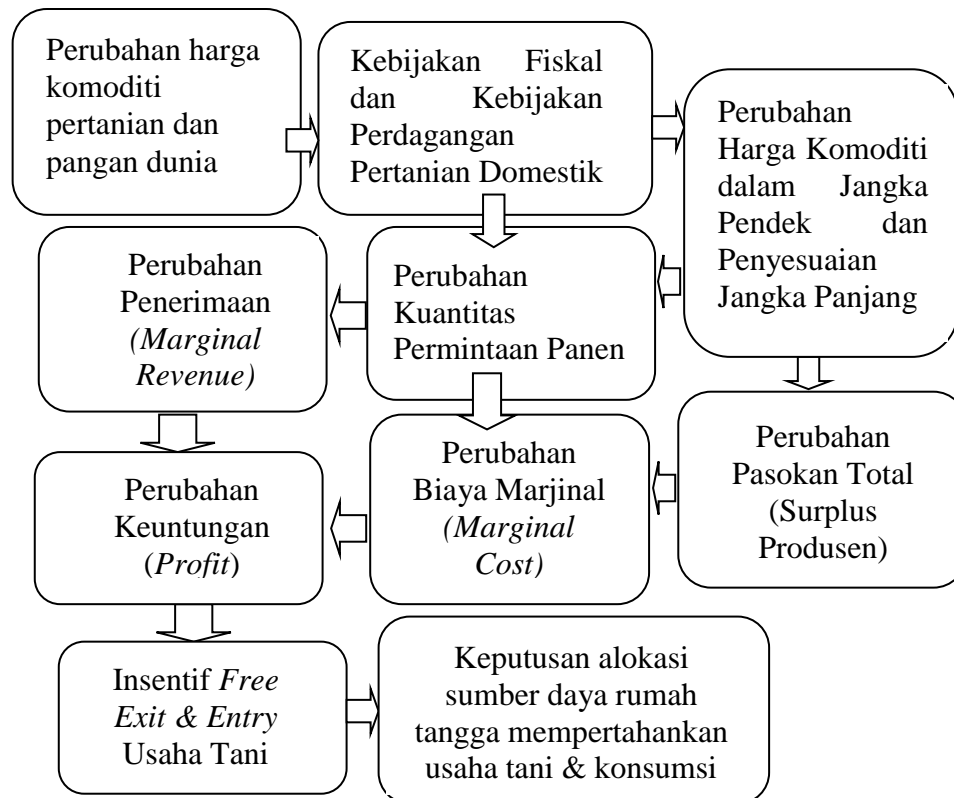 Perubahan harga
komoditi
pertanian dan
pangan dunia
Kebijakan Fiskal
dan Kebijakan
Perdagangan
Pertanian Domestik
Perubahan
Harga Komoditi
dalam Jangka
Pendek dan
Penyesuaian
Jangka Panjang
Perubahan
Penerimaan
(Marginal
Revenue)
Perubahan
Kuantitas
Permintaan Panen
Perubahan
Keuntungan
(Profit)
Perubahan
Biaya Marjinal
(Marginal
Cost)
Perubahan
Pasokan Total
(Surplus
Produsen)
Insentif Free
Exit & Entry
Usaha Tani
Keputusan alokasi
sumber daya rumah
tangga mempertahankan
usaha tani & konsumsi